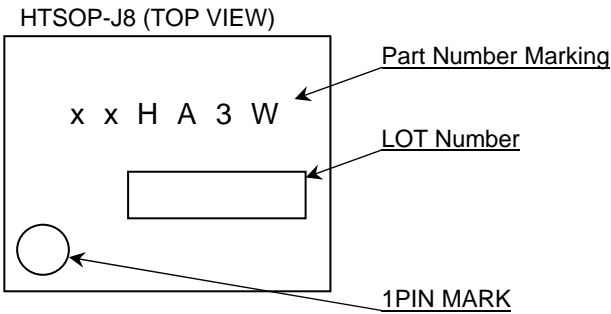 HTSOP-J8 (TOP VIEW)
Part Number Marking
x x H A 3 W
LOT Number
1PIN MARK